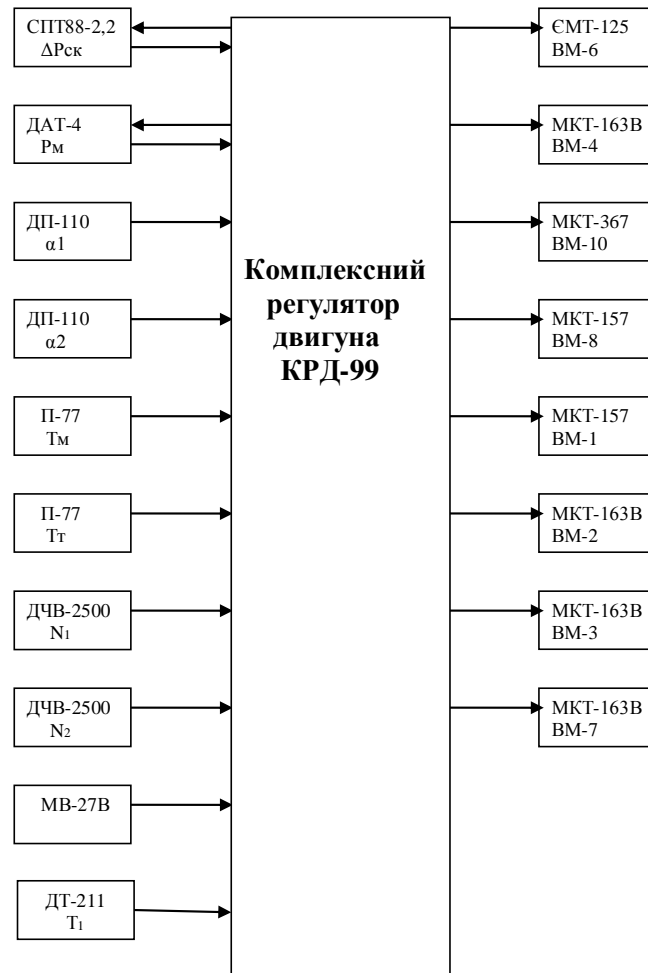 СПТ88-2,2
ΔРск
ДАТ-4
Рм
ДП-110
α1
ДП-110
α2
П-77
Тм
П-77
Тт
ДЧВ-2500
N1
ДЧВ-2500
N2
МВ-27В
ДТ-211
Т1
Комплексний
регулятор
двигуна
КРД-99
ЄМТ-125
ВМ-6
МКТ-163В
ВМ-4
МКТ-367
ВМ-10
МКТ-157
ВМ-8
МКТ-157
ВМ-1
МКТ-163В
ВМ-2
МКТ-163В
ВМ-3
МКТ-163В
ВМ-7